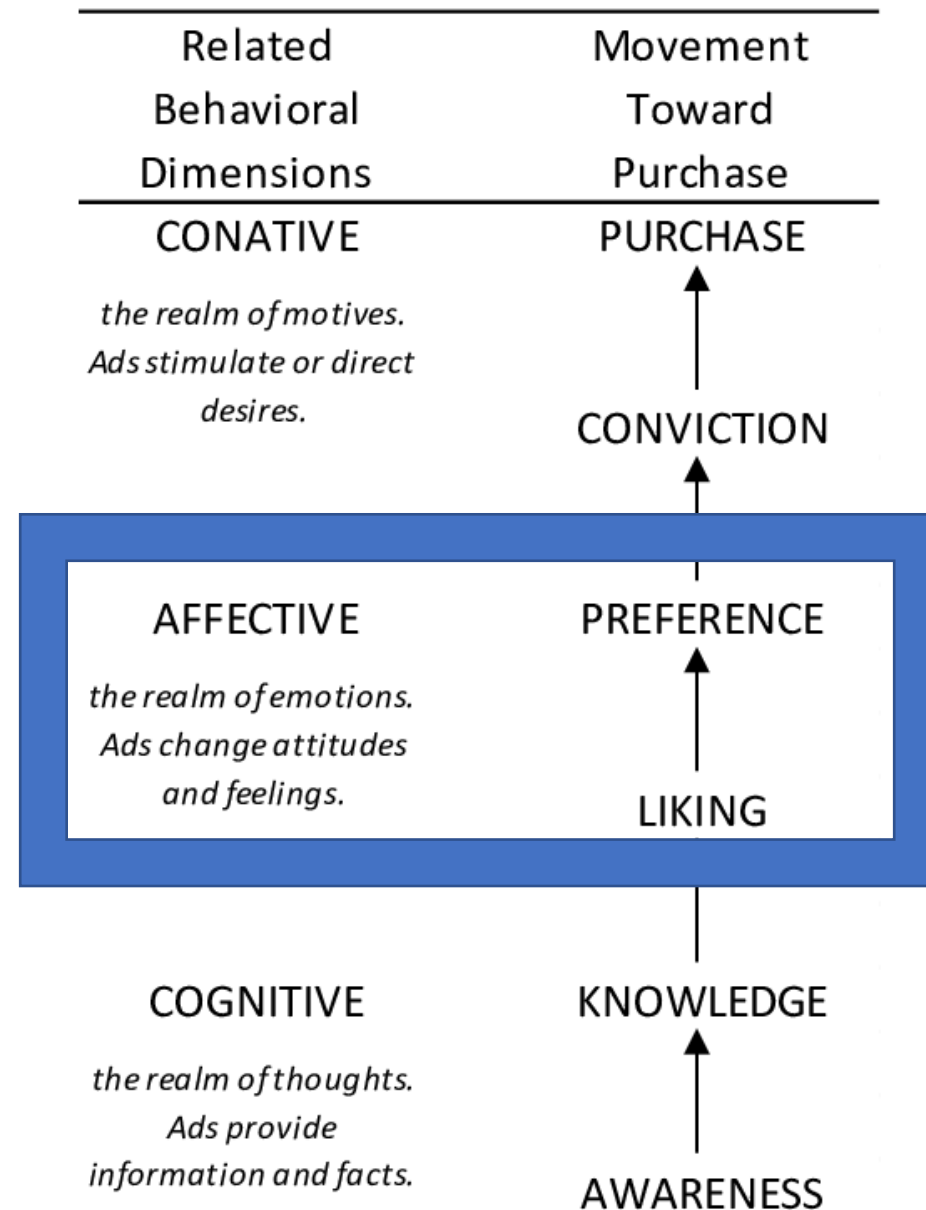 Related Movement
Behavioral Toward
Dimensions Purchase
CONATIVE PURCHASE
the realm of motives.
Ads stimulate or direct
desires.
CONVICTION
AFFECTIVE PREFERENCE
the realm of emotions.
Ads change attitudes
and feelings.
LIKING
COGNITIVE KNOWLEDGE
the realm of thoughts.
Ads provide
information and facts.
AWARENESS